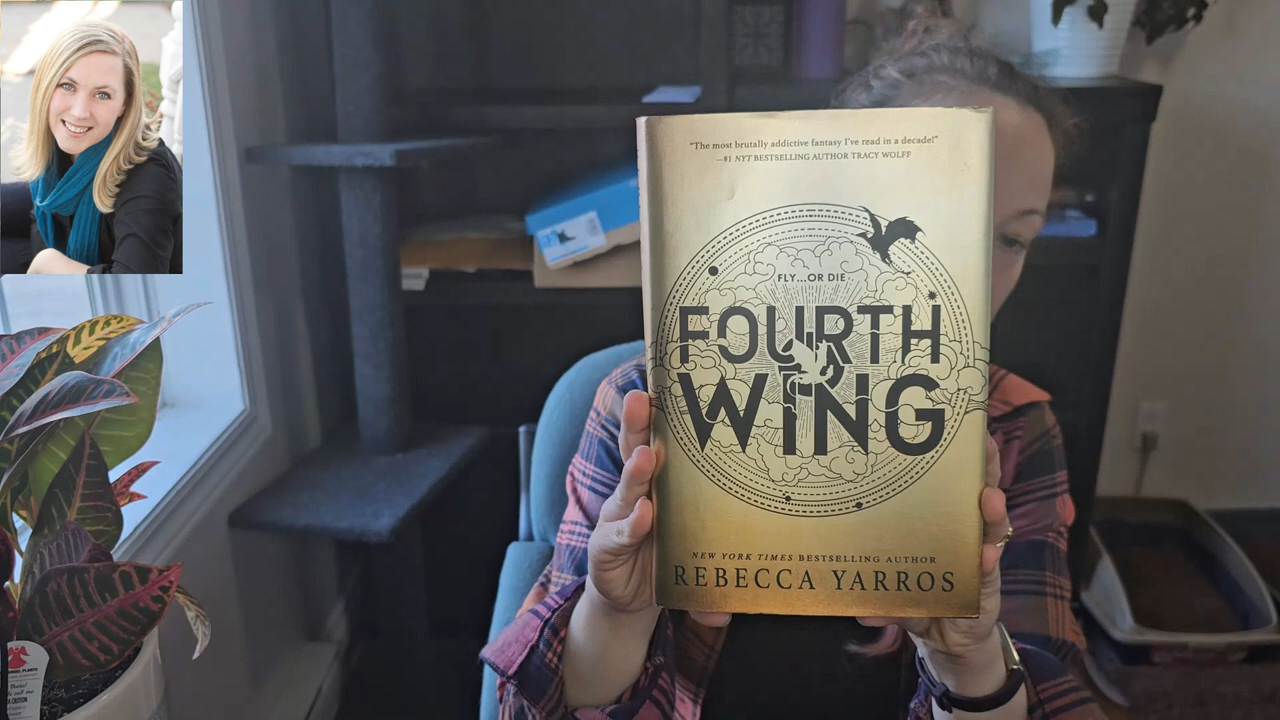 "The most brutally addictive fantasy I've read in a decade!"
—#1 NYT BESTSELLING AUTHOR TRACY WOLFF
FLY...OR DIE
FOURTH
WING
NEW YORK TIMES BESTSELLING AUTHOR
REBECCA YARROS